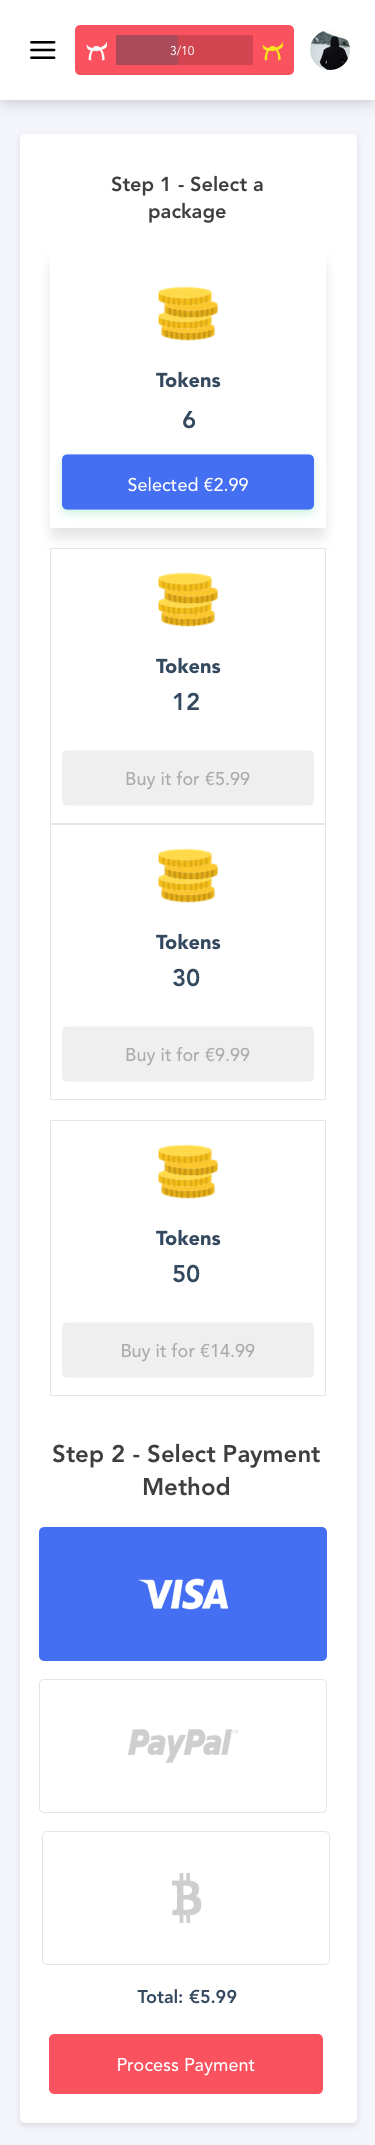 3/10
Step 1 - Select a
package
Tokens
6
Selected €2.99
Tokens
12
Buy it for €5.99
Tokens
30
Buy it for €9.99
Tokens
50
Buy it for €14.99
Step 2 - Select Payment
Method
VISA
PayPal™
Total: €5.99
Process Payment